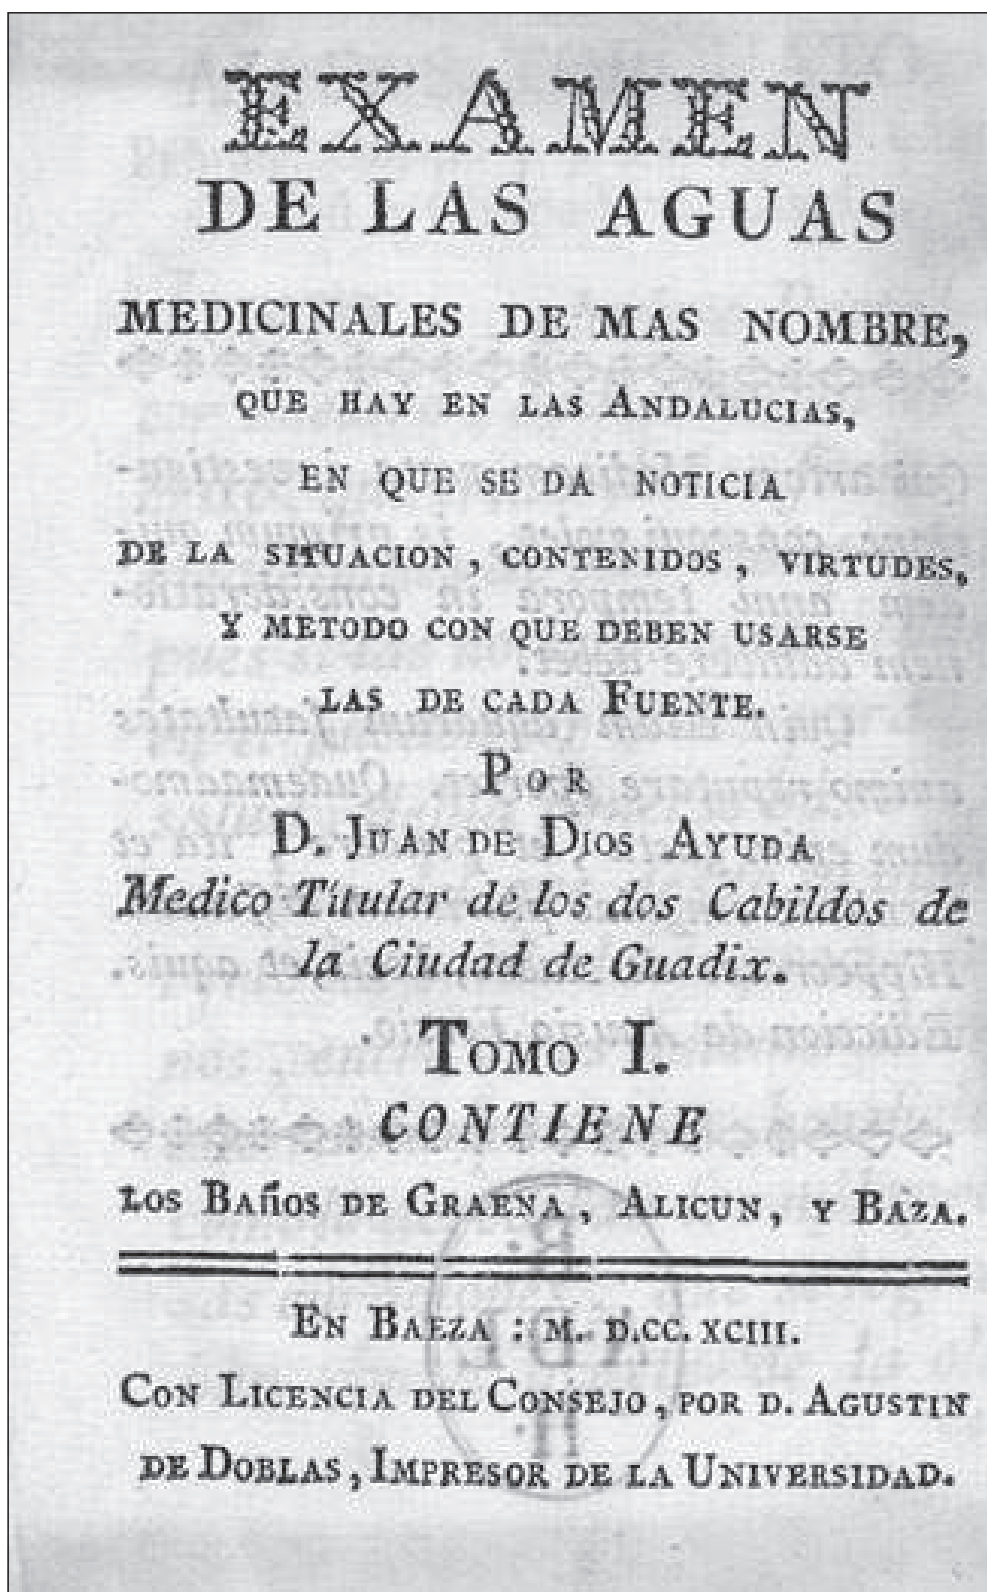 EXAMEN
DE LAS AGUAS
MEDICINALES DE MAS NOMBRE,
QUE HAY EN LAS ANDALUCIAS,
EN QUE SE DA NOTICIA
DE LA SITUACION, CONTENIDOS, VIRTUDES,
Y METODO CON QUE DEBEN USARSE
LAS DE CADA FUENTE.
POR
D. JUAN DE DIOS AYUDA
Medico Titular de los dos Cabildos de
la Ciudad de Guadix.
TOMO I.
CONTIENE
LOS BAÑOS DE GRAENA, ALICUN, Y BAZA.
EN BAEZA: M. D.CC. XCIII.
CON LICENCIA DEL CONSEJO, POR D. AGUSTIN
DE DOBLAS, IMPRESOR DE LA UNIVERSIDAD.